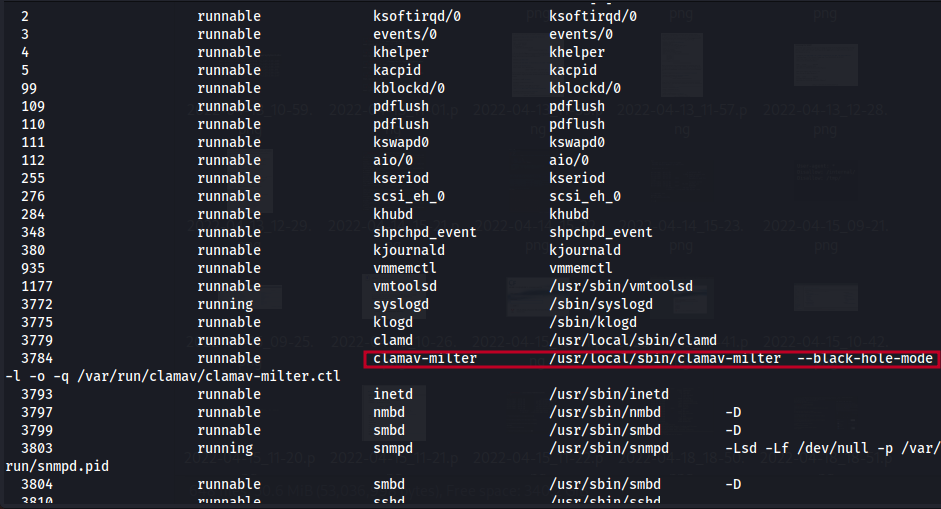 2 runnable ksoftirqd/0 ksoftirqd/0
3 runnable events/0 events/0
4 runnable khelper khelper
5 runnable kacpid kacpid
99 runnable kblockd/0 kblockd/0
109 runnable pdflush pdflush
110 runnable pdflush pdflush
111 runnable kswapd0 kswapd0
112 runnable aio/0 aio/0
255 runnable kseriod kseriod
276 runnable scsi_eh_0 scsi_eh_0
284 runnable khubd khubd
348 runnable shpchpd_event shpchpd_event
380 runnable kjournald kjournald
935 runnable vmmemctl vmmemctl
1177 runnable vmtoolsd /usr/sbin/vmtoolsd
3772 running syslogd /sbin/syslogd
3775 runnable klogd /sbin/klogd
3779 runnable clamd /usr/local/sbin/clamd
3784 runnable clamav-milter /usr/local/sbin/clamav-milter --black-hole-mode
-l -o -q /var/run/clamav/clamav-milter.ctl
3793 runnable inetd /usr/sbin/inetd
3797 runnable nmbd /usr/sbin/nmbd -D
3799 runnable smbd /usr/sbin/smbd -D
3803 running snmpd /usr/sbin/snmpd -Lsd -Lf /dev/null -p /var/
run/snmpd.pid
3804 runnable smbd /usr/sbin/smbd -D
3810 runnable sshd /usr/sbin/sshd